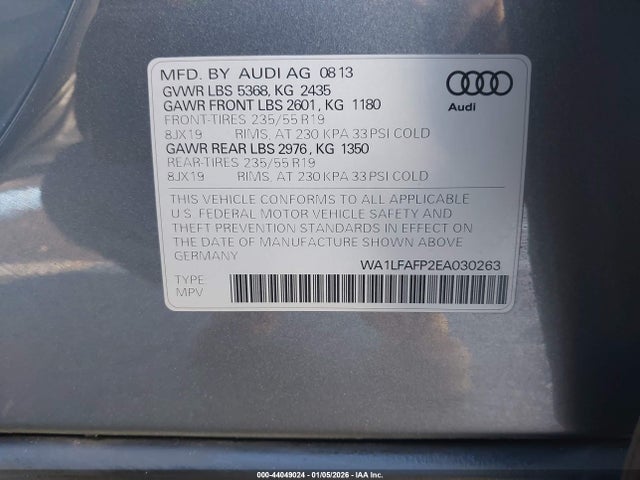 MFD. BY AUDI AG 0813
GVWR LBS 5368, KG 2435
GAWR FRONT LBS 2601, KG 1180
FRONT-TIRES 235/55 R19
8JX19 RIMS, AT 230 KPA 33 PSI COLD
GAWR REAR LBS 2976, KG 1350
REAR-TIRES 235/55 R19
8JX19 RIMS, AT 230 KPA 33 PSI COLD
Audi
THIS VEHICLE CONFORMS TO ALL APPLICABLE
U.S. FEDERAL MOTOR VEHICLE SAFETY AND
THEFT PREVENTION STANDARDS IN EFFECT ON
THE DATE OF MANUFACTURE SHOWN ABOVE
GERMANY
WA1LFAFP2EA030263
TYPE
MPV
000-44049024 - 01/05/2026 - IAA Inc.